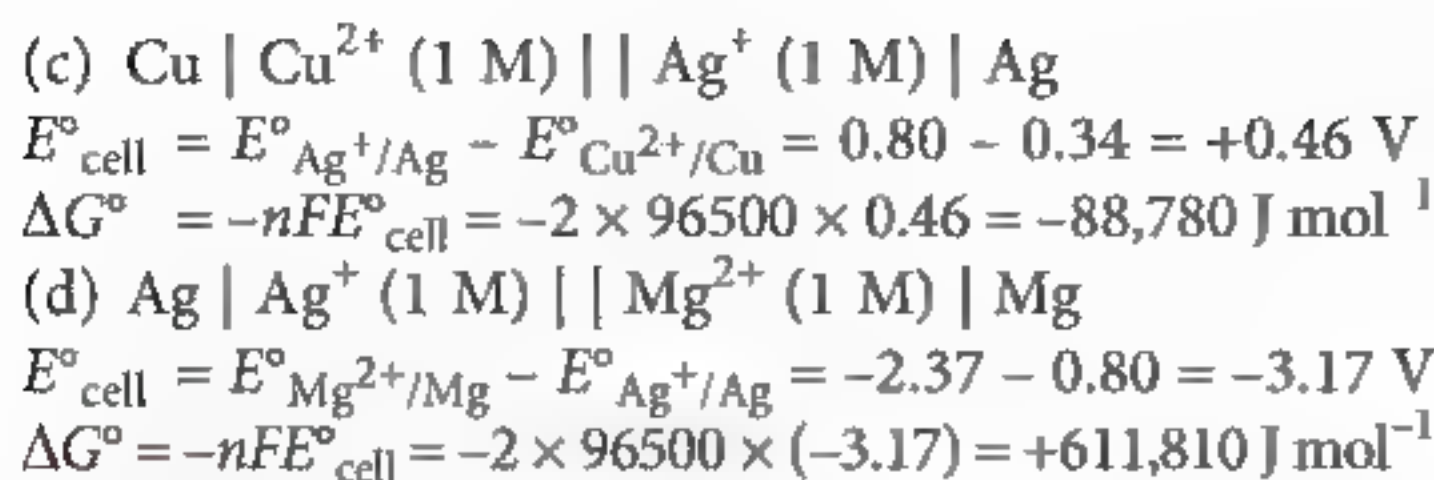 (c) Cu | Cu²⁺ (1 M) | | Ag⁺ (1 M) | Ag
E°cell = E°Ag⁺/Ag – E°Cu²⁺/Cu = 0.80 – 0.34 = +0.46 V
ΔG° = –nFE°cell = –2 × 96500 × 0.46 = –88,780 J mol ¹
(d) Ag | Ag⁺ (1 M) [ [ Mg²⁺ (1 M) | Mg
E°cell = E°Mg²⁺/Mg – E°Ag⁺/Ag = –2.37 – 0.80 = –3.17 V
ΔG° = –nFE°cell = –2 × 96500 × (–3.17) = +611,810 J mol⁻¹